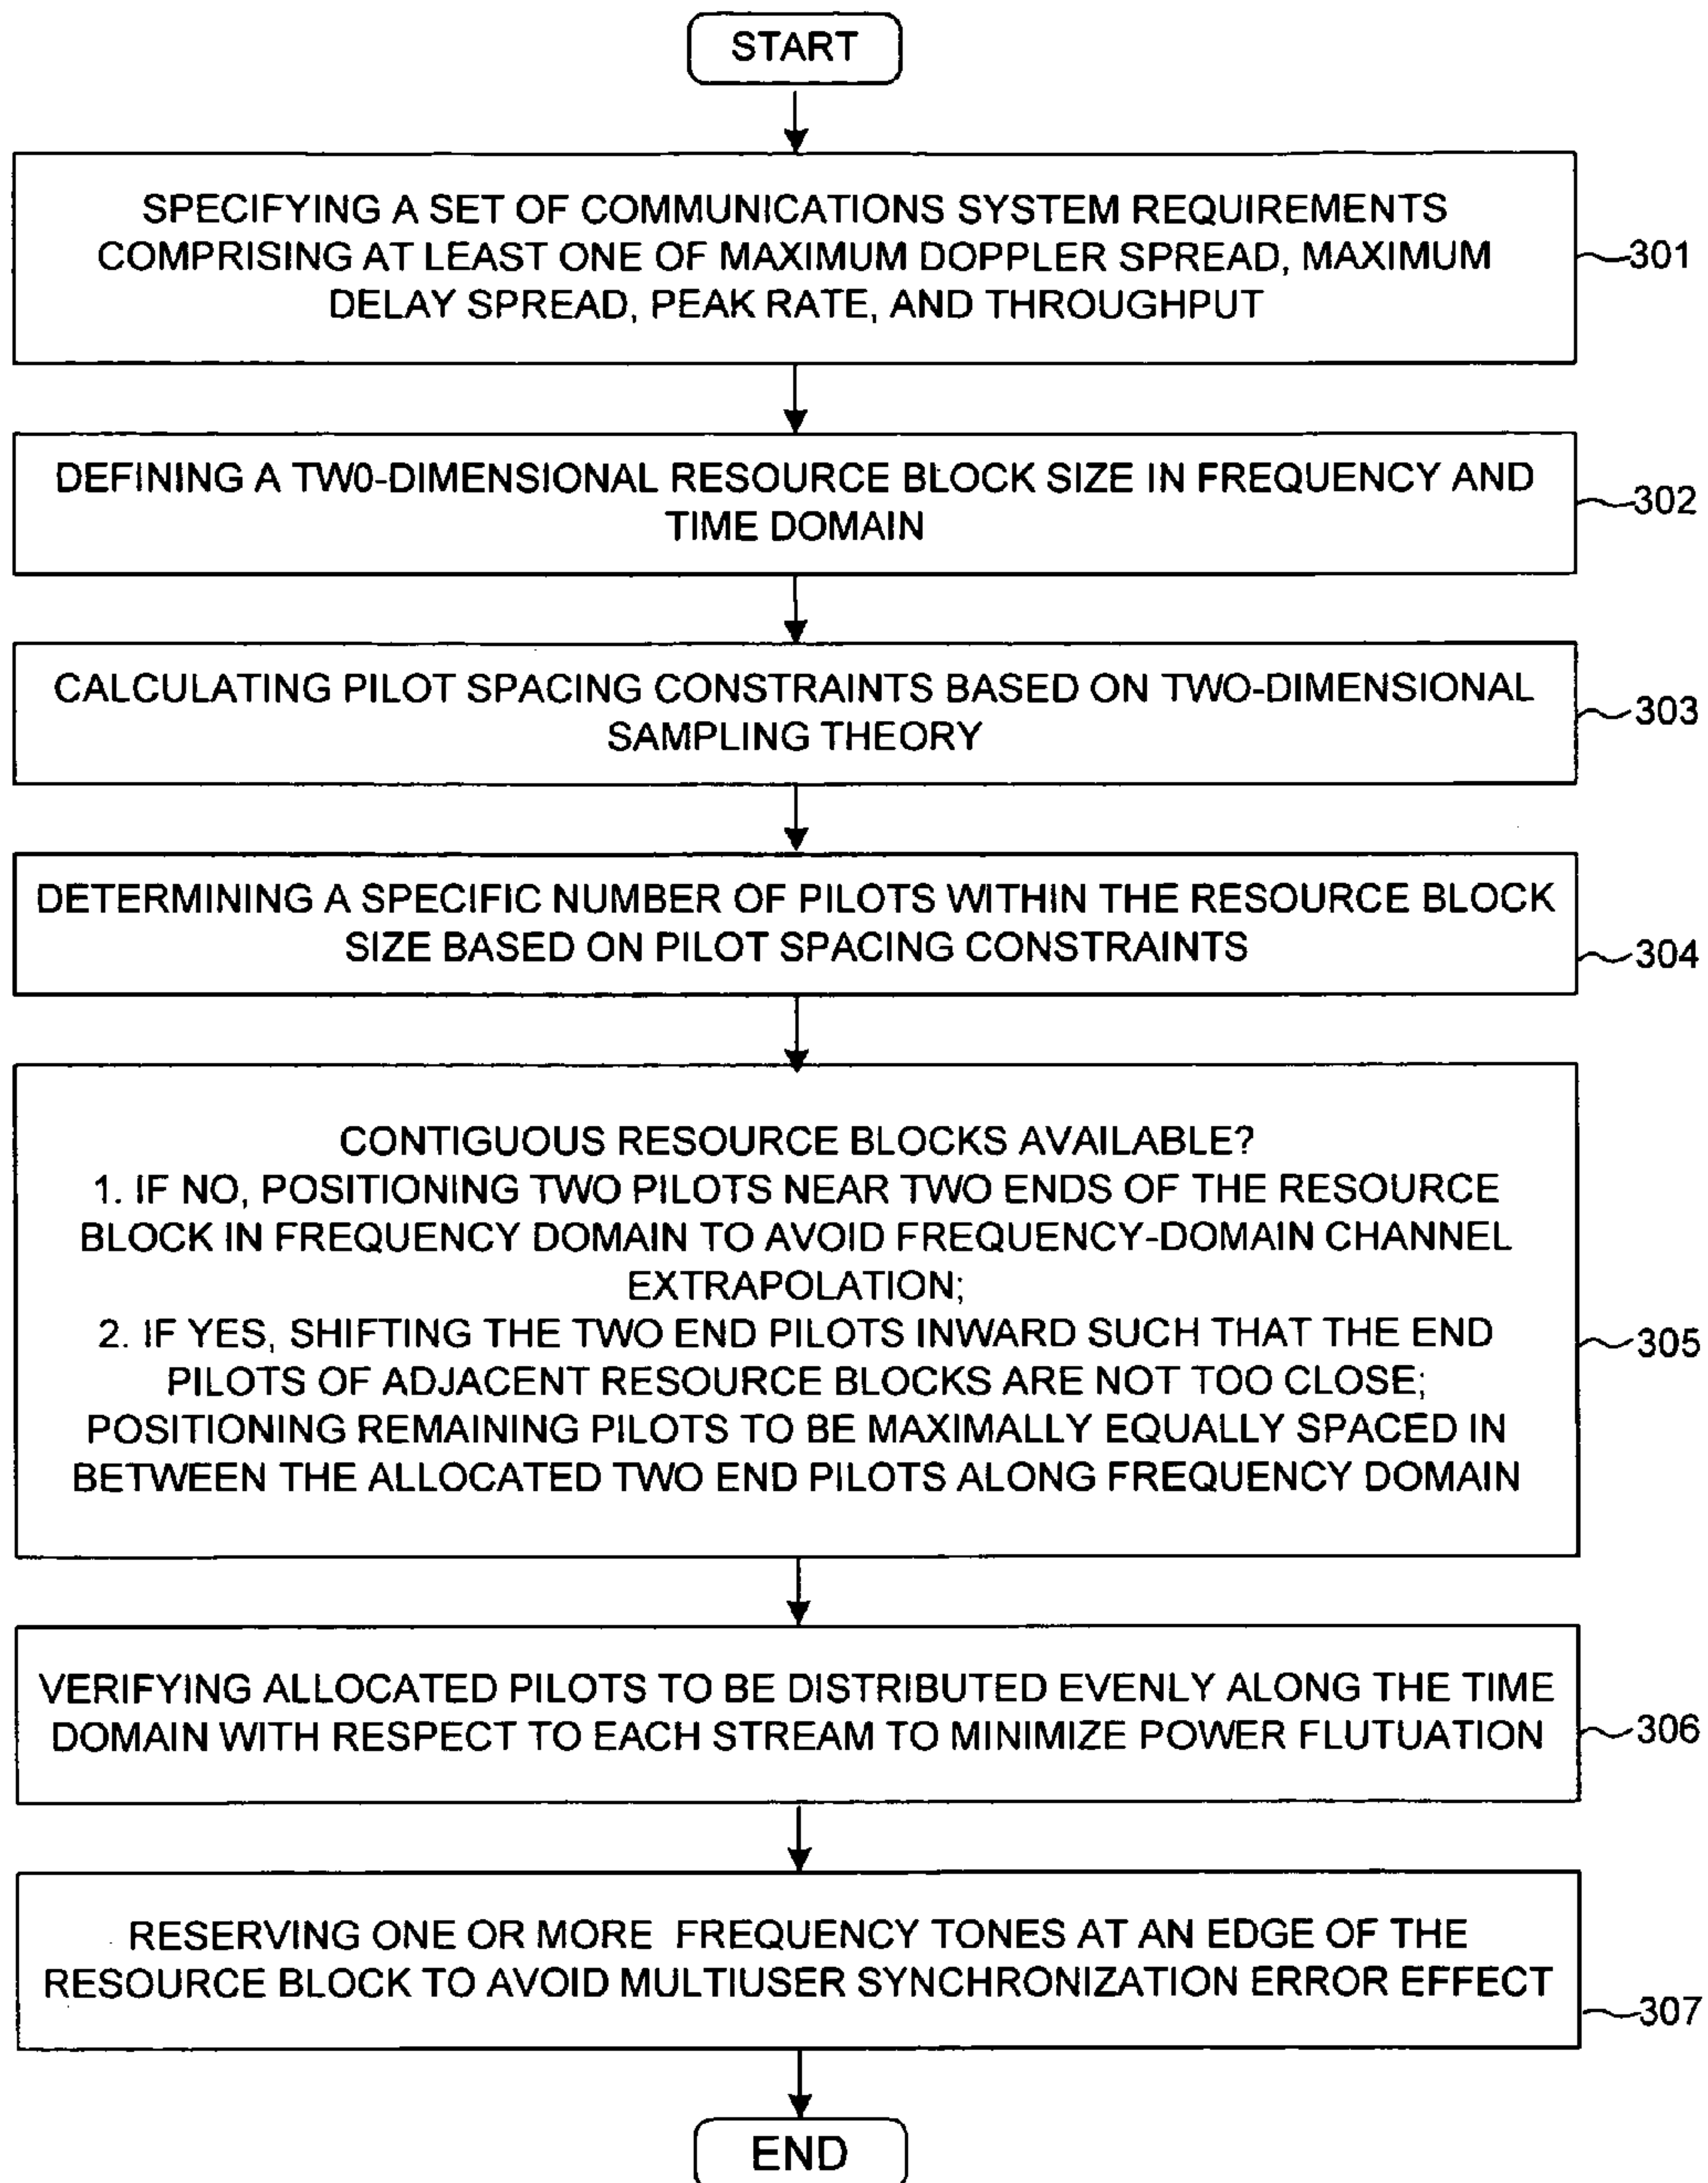 START
SPECIFYING A SET OF COMMUNICATIONS SYSTEM REQUIREMENTS
COMPRISING AT LEAST ONE OF MAXIMUM DOPPLER SPREAD, MAXIMUM
DELAY SPREAD, PEAK RATE, AND THROUGHPUT
301
DEFINING A TWO-DIMENSIONAL RESOURCE BLOCK SIZE IN FREQUENCY AND
TIME DOMAIN
302
CALCULATING PILOT SPACING CONSTRAINTS BASED ON TWO-DIMENSIONAL
SAMPLING THEORY
303
DETERMINING A SPECIFIC NUMBER OF PILOTS WITHIN THE RESOURCE BLOCK
SIZE BASED ON PILOT SPACING CONSTRAINTS
304
CONTIGUOUS RESOURCE BLOCKS AVAILABLE?
1. IF NO, POSITIONING TWO PILOTS NEAR TWO ENDS OF THE RESOURCE
BLOCK IN FREQUENCY DOMAIN TO AVOID FREQUENCY-DOMAIN CHANNEL
EXTRAPOLATION;
2. IF YES, SHIFTING THE TWO END PILOTS INWARD SUCH THAT THE END
PILOTS OF ADJACENT RESOURCE BLOCKS ARE NOT TOO CLOSE;
POSITIONING REMAINING PILOTS TO BE MAXIMALLY EQUALLY SPACED IN
BETWEEN THE ALLOCATED TWO END PILOTS ALONG FREQUENCY DOMAIN
305
VERIFYING ALLOCATED PILOTS TO BE DISTRIBUTED EVENLY ALONG THE TIME
DOMAIN WITH RESPECT TO EACH STREAM TO MINIMIZE POWER FLUTUATION
306
RESERVING ONE OR MORE FREQUENCY TONES AT AN EDGE OF THE
RESOURCE BLOCK TO AVOID MULTIUSER SYNCHRONIZATION ERROR EFFECT
307
END